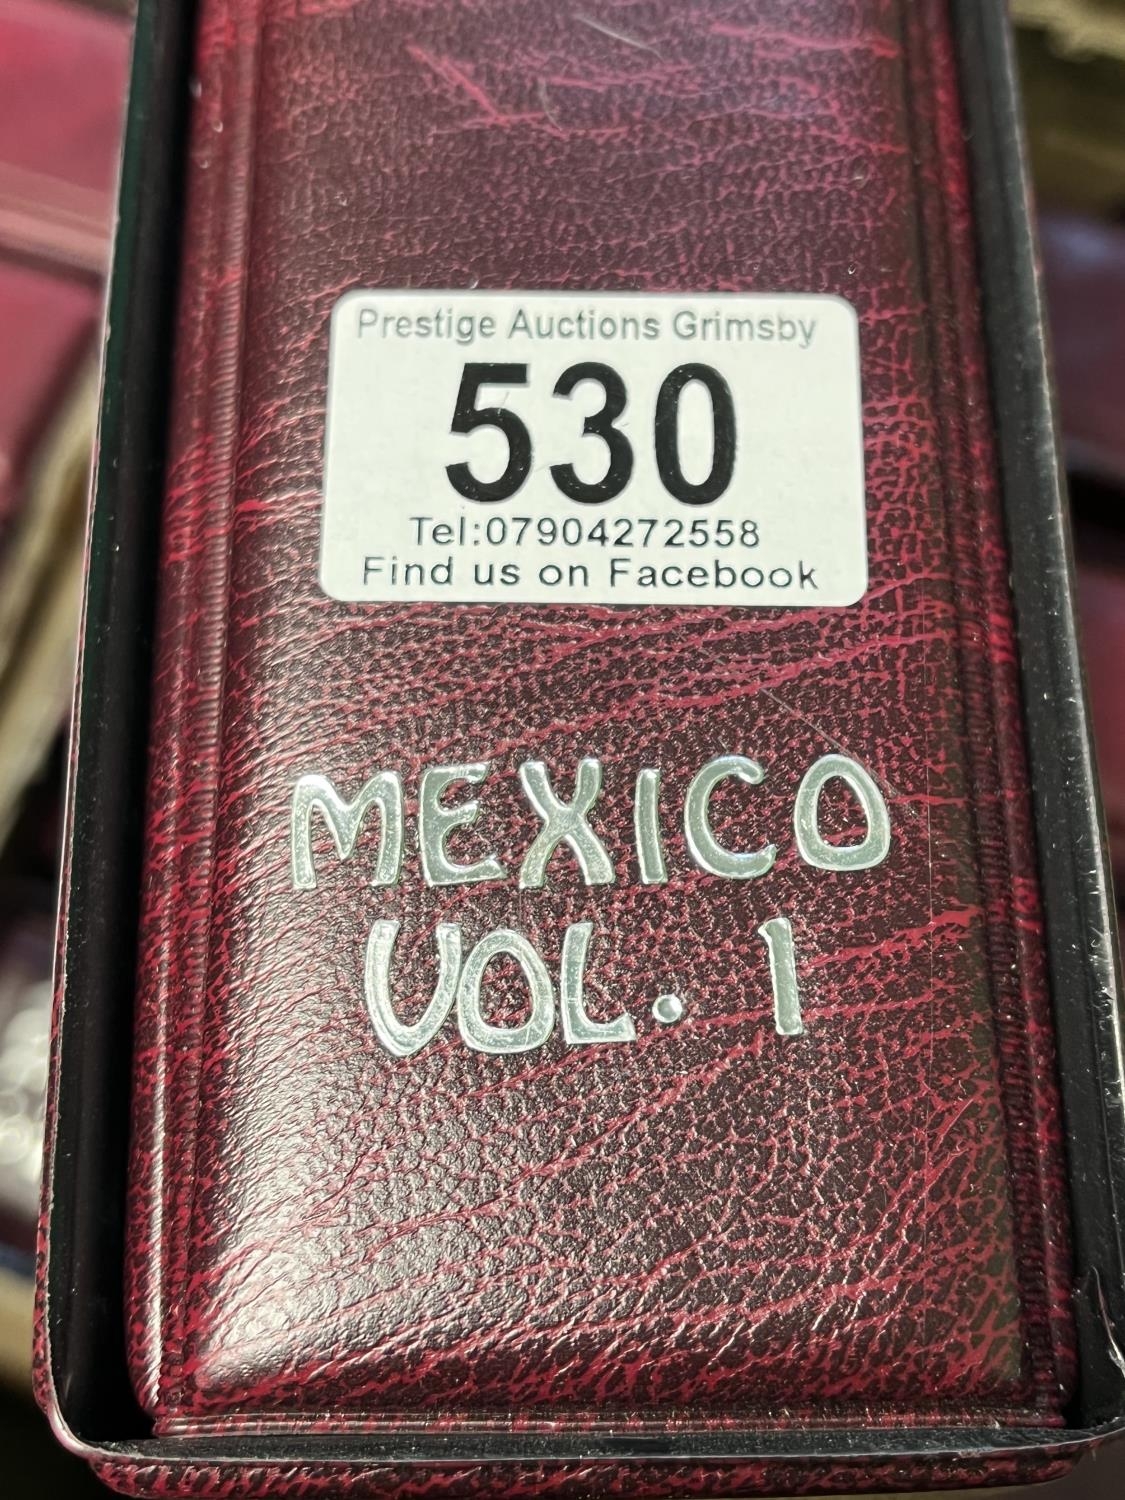 Prestige Auctions Grimsby
530
Tel:07904272558
Find us on Facebook
MEXICO
VOL. 1